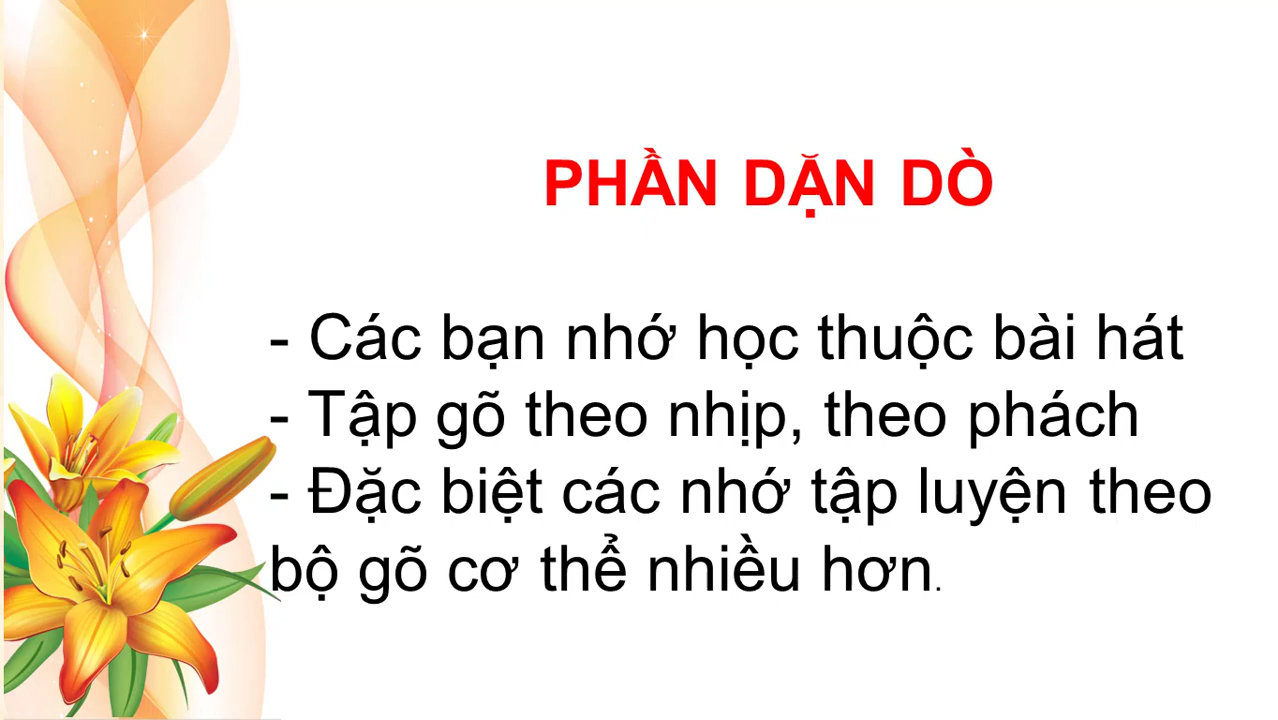 PHẦN DẶN DÒ
- Các bạn nhớ học thuộc bài hát
- Tập gõ theo nhịp, theo phách
- Đặc biệt các nhớ tập luyện theo
bộ gõ cơ thể nhiều hơn.